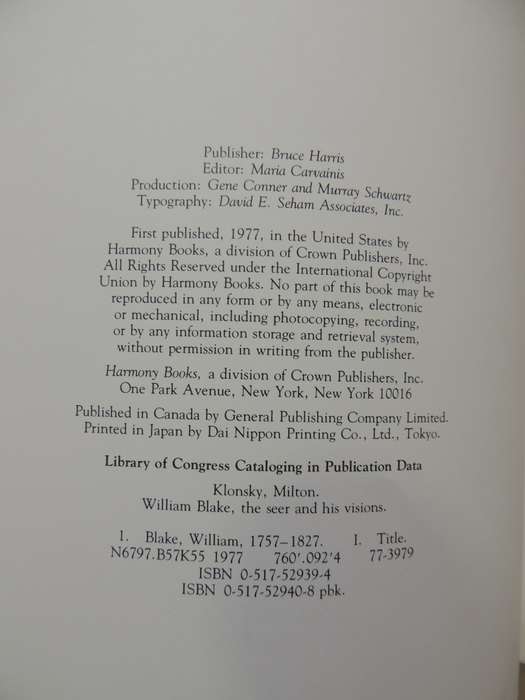 Publisher: Bruce Harris
Editor: Maria Carvainis
Production: Gene Conner and Murray Schwartz
Typography: David E. Seham Associates, Inc.
First published, 1977, in the United States by
Harmony Books, a division of Crown Publishers, Inc.
All Rights Reserved under the International Copyright
Union by Harmony Books. No part of this book may be
reproduced in any form or by any means, electronic
or mechanical, including photocopying, recording,
or by any information storage and retrieval system,
without permission in writing from the publisher.
Harmony Books, a division of Crown Publishers, Inc.
One Park Avenue, New York, New York 10016
Published in Canada by General Publishing Company Limited.
Printed in Japan by Dai Nippon Printing Co., Ltd., Tokyo.
Library of Congress Cataloging in Publication Data
Klonsky, Milton.
William Blake, the seer and his visions.
1. Blake, William, 1757-1827. I. Title.
N6797.B57K55 1977 760'.092'4 77-3979
ISBN 0-517-52939-4
ISBN 0-517-52940-8 pbk.